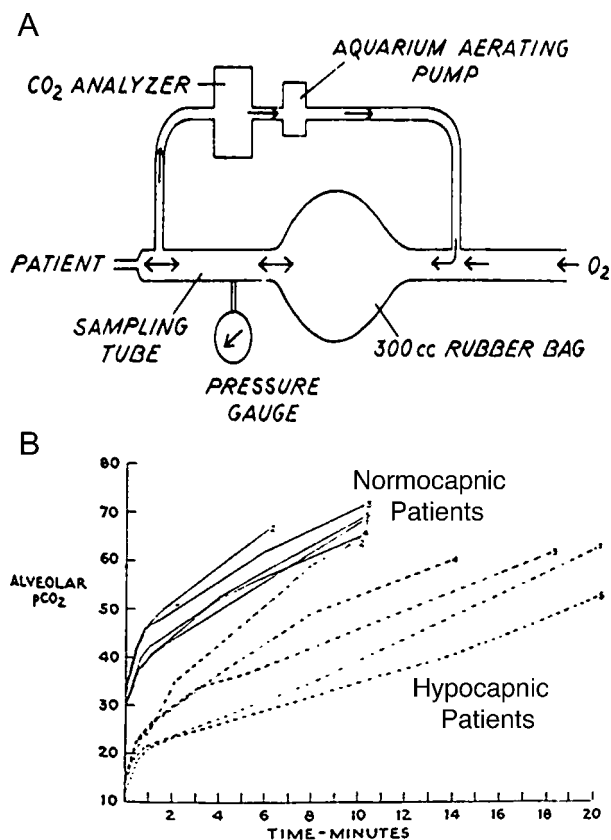 A
AQUARIUM AERATING
PUMP
CO2 ANALYZER
PATIENT
O2
SAMPLING
TUBE
300 cc RUBBER BAG
PRESSURE
GAUGE
B
80
70
60
50
40
30
20
10
ALVEOLAR
pCO2
Normocapnic
Patients
Hypocapnic
Patients
2 4 6 8 10 12 14 16 18 20
TIME-MINUTES